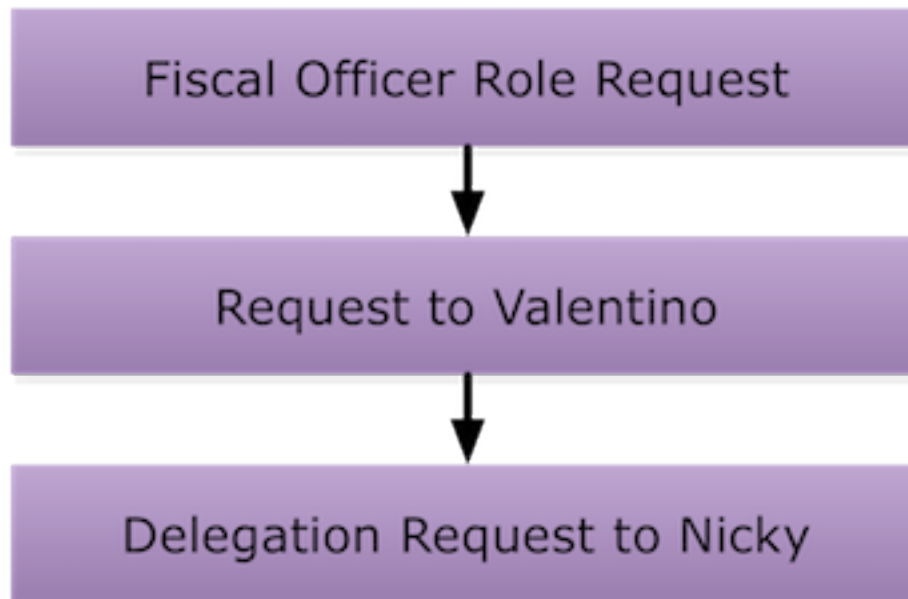 Fiscal Officer Role Request
Request to Valentino
Delegation Request to Nicky